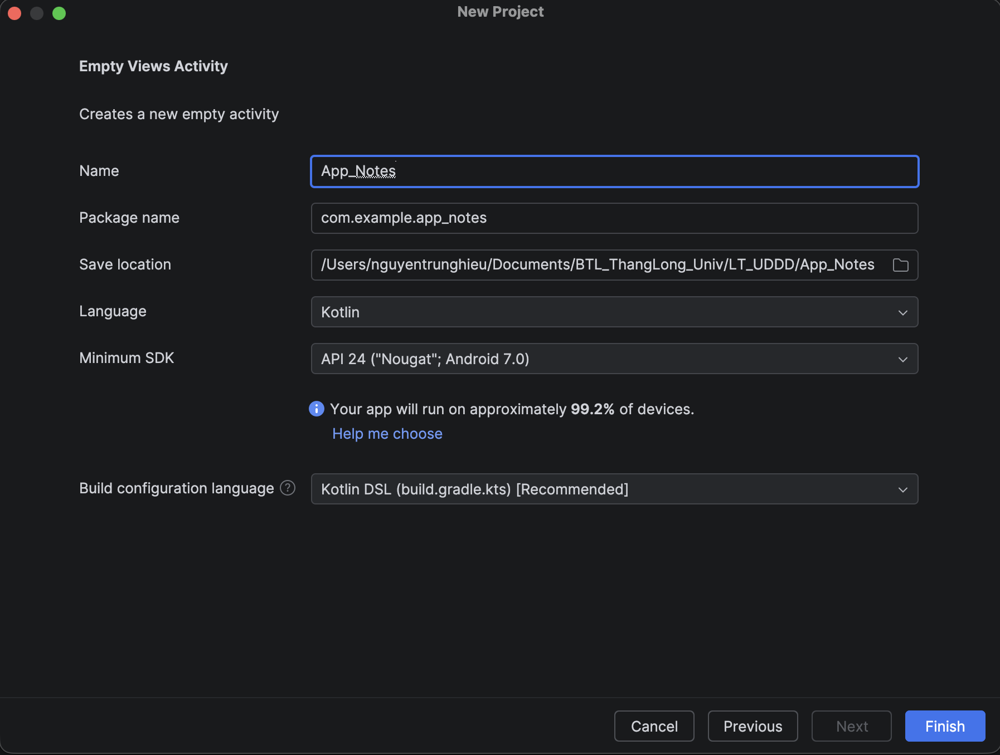 New Project
Empty Views Activity
Creates a new empty activity
Name
App_Notes
Package name
com.example.app_notes
Save location
/Users/nguyentrunghieu/Documents/BTL_ThangLong_Univ/LT_UDDD/App_Notes
Language
Kotlin
Minimum SDK
API 24 ("Nougat"; Android 7.0)
Your app will run on approximately 99.2% of devices.
Help me choose
Build configuration language ?
Kotlin DSL (build.gradle.kts) [Recommended]
Cancel
Previous
Next
Finish